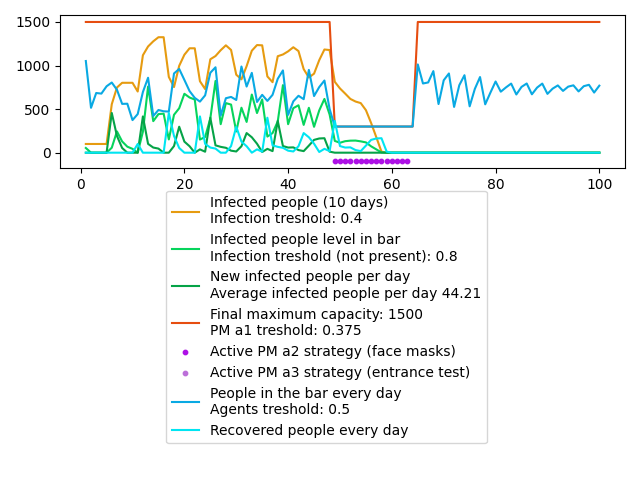 1500
1000
500
0
0 20 40 60 80 100
Infected people (10 days)
Infection treshold: 0.4
Infected people level in bar
Infection treshold (not present): 0.8
New infected people per day
Average infected people per day 44.21
Final maximum capacity: 1500
PM a1 treshold: 0.375
Active PM a2 strategy (face masks)
Active PM a3 strategy (entrance test)
People in the bar every day
Agents treshold: 0.5
Recovered people every day